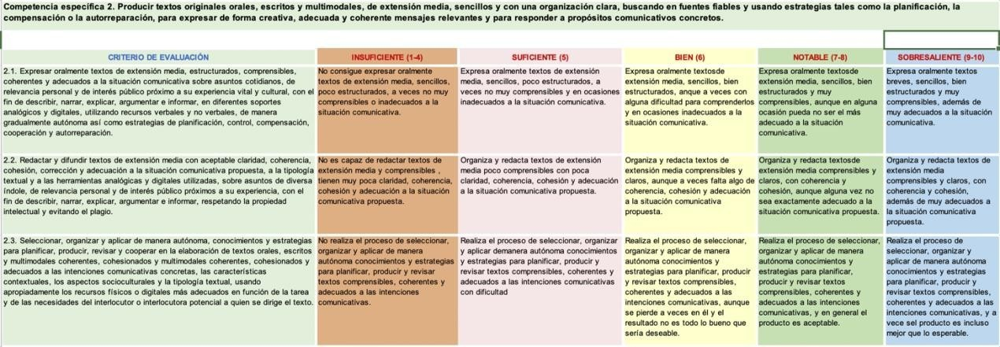 Competencia específica 2. Producir textos originales orales, escritos y multimodales, de extensión media, sencillos y con una organización clara, buscando en fuentes fiables y usando estrategias tales como la planificación, la
compensación o la autorreparación, para expresar de forma creativa, adecuada y coherente mensajes relevantes y para responder a propósitos comunicativos concretos.
CRITERIO DE EVALUACIÓN
INSUFICIENTE (1-4)
SUFICIENTE (5)
BIEN (6)
NOTABLE (7-8)
SOBRESALIENTE (9-10)
2.1. Expresar oralmente textos de extensión media, estructurados, comprensibles,
coherentes y adecuados a la situación comunicativa sobre asuntos cotidianos, de
relevancia personal y de interés público próximo a su experiencia vital y cultural, con el
fin de describir, narrar, explicar, argumentar e informar, en diferentes soportes
analógicos y digitales, utilizando recursos verbales y no verbales, de manera
gradualmente autónoma así como estrategias de planificación, control, compensación,
cooperación y autorreparación.
No consigue expresar oralmente
textos de extensión media, sencillos,
poco estructurados, a veces no muy
comprensibles o inadecuados a la
situación comunicativa.
Expresa oralmente textos de extensión
media, sencillos, poco estructurados, a
veces no muy comprensibles y en ocasiones
inadecuados a la situación comunicativa.
Expresa oralmente textosde
extensión media, sencillos, bien
estructurados, anque a veces con
alguna dificultad para comprenderlos
y en ocasiones inadecuados a la
situación comunicativa.
Expresa oralmente textosde
extensión media, sencillos, bien
estructurados y muy
comprensibles, aunque en alguna
ocasión pueda no ser el más
adecuado a la situación
comunicativa.
Expresa oralmente textos
breves, sencillos, bien
estructurados y muy
comprensibles, además de
muy adecuados a la situación
comunicativa.
2.2. Redactar y difundir textos de extensión media con aceptable claridad, coherencia,
cohesión, corrección y adecuación a la situación comunicativa propuesta, a la tipología
textual y a las herramientas analógicas y digitales utilizadas, sobre asuntos de diversa
índole, de relevancia personal y de interés público próximos a su experiencia, con el
fin de describir, narrar, explicar, argumentar e informar, respetando la propiedad
intelectual y evitando el plagio.
No es capaz de redactar textos de
extensión media y comprensibles ,
tienen muy poca claridad, coherencia,
cohesión y adecuación a la situación
comunicativa propuesta.
Organiza y redacta textos de extensión
media poco comprensibles con poca
claridad, coherencia, cohesión y adecuación
a la situación comunicativa propuesta.
Organiza y redacta textos de
extensión media comprensibles y
claros, aunque a veces falta algo de
coherencia, cohesión y adecuación
a la situación comunicativa
propuesta.
Organiza y redacta textosde
extensión media comprensibles y
claros, con coherencia y
cohesión, aunque alguna vez no
sea exactamente adecuado a la
situación comunicativa propuesta.
Organiza y redacta textos de
extensión media
comprensibles y claros, con
coherencia y cohesión,
además de muy adecuados a
la situación comunicativa
propuesta.
2.3. Seleccionar, organizar y aplicar de manera autónoma, conocimientos y estrategias
para planificar, producir, revisar y cooperar en la elaboración de textos orales, escritos
y multimodales coherentes, cohesionados y multimodales coherentes, cohesionados y
adecuados a las intenciones comunicativas concretas, las características
contextuales, los aspectos socioculturales y la tipología textual, usando
apropiadamente los recursos físicos o digitales más adecuados en función de la tarea
y de las necesidades del interlocutor o interlocutora potencial a quien se dirige el texto.
No realiza el proceso de seleccionar,
organizar y aplicar de manera
autónoma conocimientos y estrategias
para planificar, producir y revisar
textos comprensibles, coherentes y
adecuados a las intenciones
comunicativas.
Realiza el proceso de seleccionar, organizar
y aplicar demanera autónoma conocimientos
y estrategias para planificar, producir y
revisar textos comprensibles, coherentes y
adecuados a las intenciones comunicativas
con dificultad
Realiza el proceso de seleccionar,
organizar y aplicar de manera
autónoma conocimientos y
estrategias para planificar, producir
y revisar textos comprensibles,
coherentes y adecuados a las
intenciones comunicativas, aunque
se pierde a veces en él y el
resultado no es todo lo bueno que
sería deseable.
Realiza el proceso de seleccionar,
organizar y aplicar de manera
autónoma conocimientos y
estrategias para planificar,
producir y revisar textos
comprensibles, coherentes y
adecuados a las intenciones
comunicativas, y en general el
producto es aceptable.
Realiza el proceso de
seleccionar, organizar y
aplicar de manera autónoma
conocimientos y estrategias
para planificar, producir y
revisar textos comprensibles,
coherentes y adecuados a las
intenciones comunicativas, y a
vece sel producto es incluso
mejor que lo esperable.